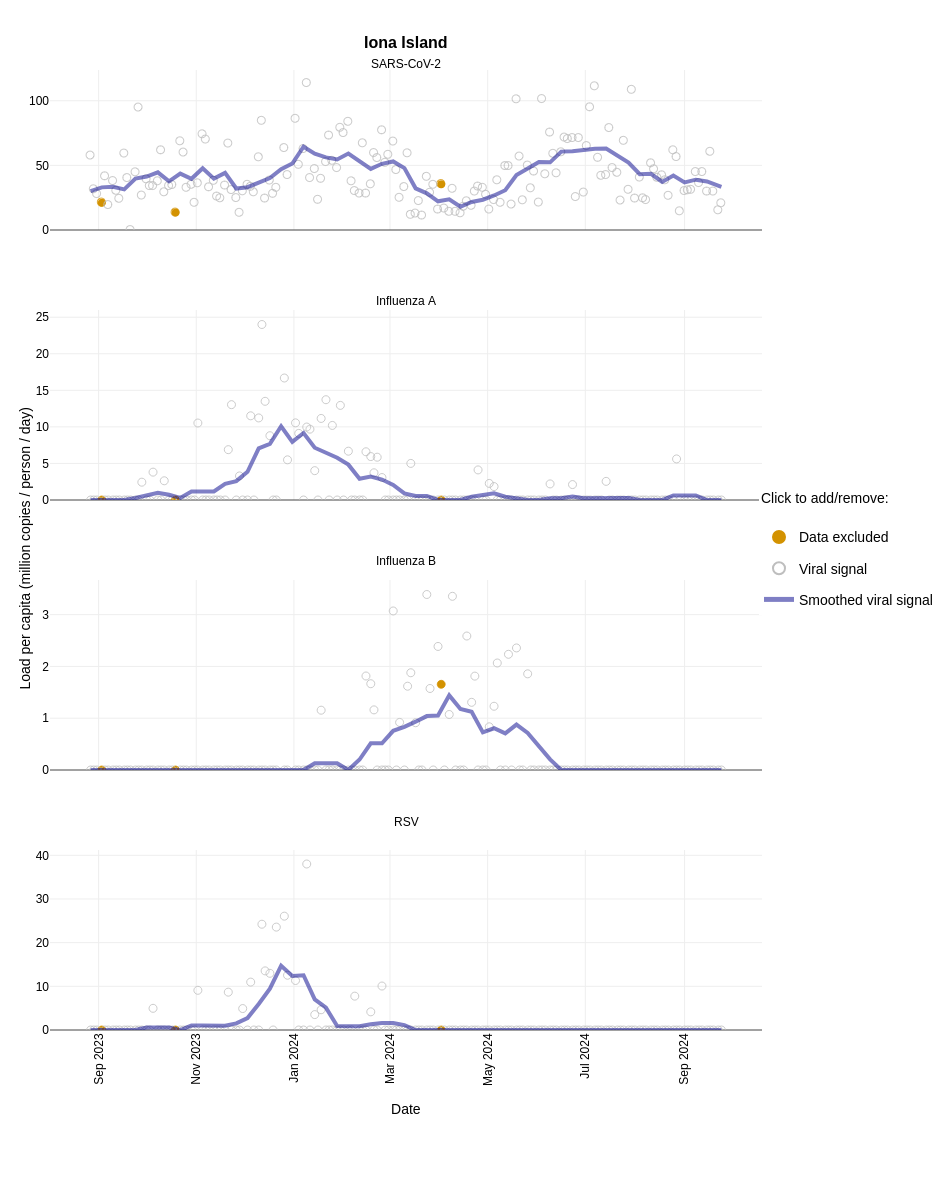 Iona Island
SARS-CoV-2
100
50
0
Influenza A
25
20
15
10
5
0
Load per capita (million copies / person / day)
Click to add/remove:
Data excluded
Viral signal
Smoothed viral signal
Influenza B
3
2
1
0
RSV
40
30
20
10
0
Sep 2023
Nov 2023
Jan 2024
Mar 2024
May 2024
Jul 2024
Sep 2024
Date